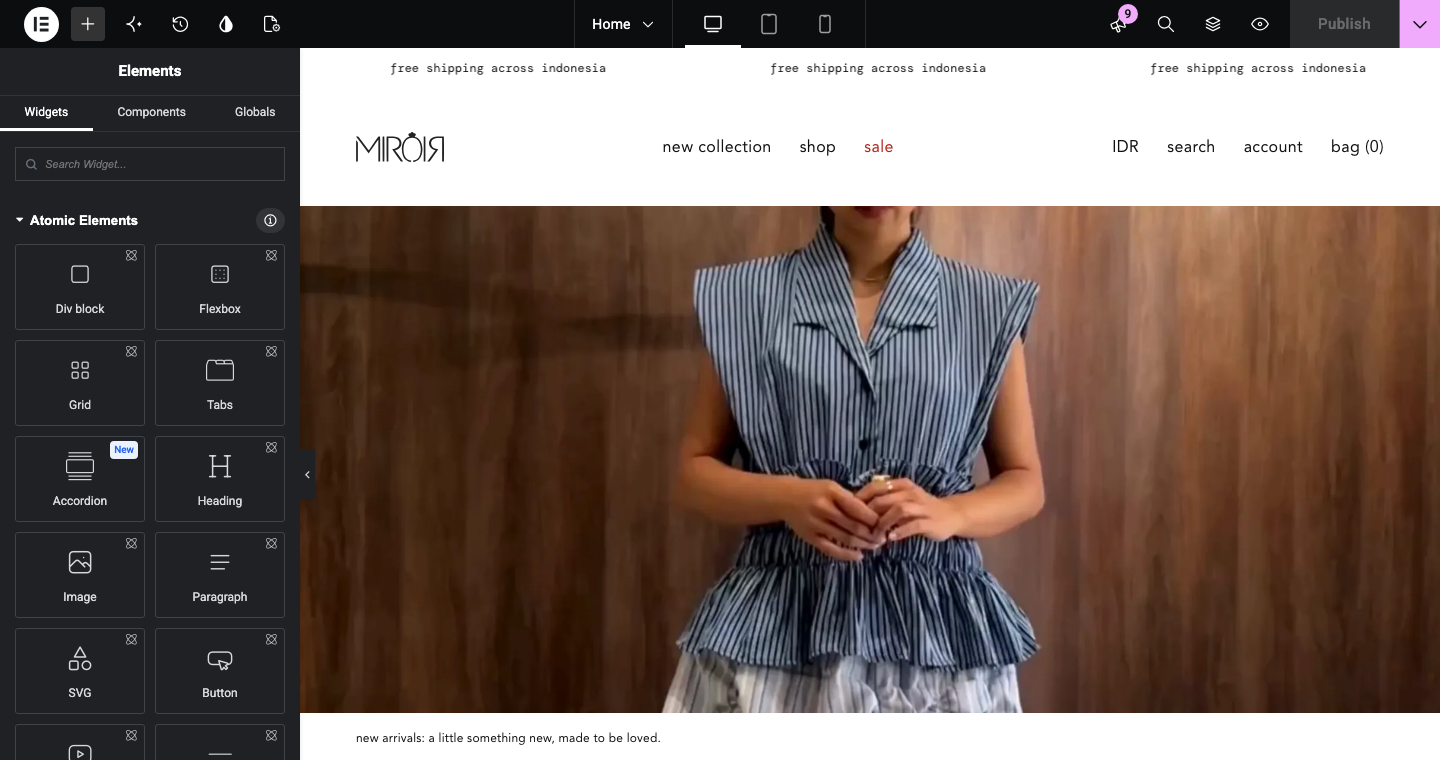 Home
9
Publish
Elements
Widgets Components Globals
Search Widget...
Atomic Elements
Div block Flexbox
Grid Tabs
New
Accordion Heading
Image Paragraph
SVG Button
free shipping across indonesia free shipping across indonesia free shipping across indonesia
MIROIR
new collection shop sale
IDR search account bag (0)
new arrivals: a little something new, made to be loved.